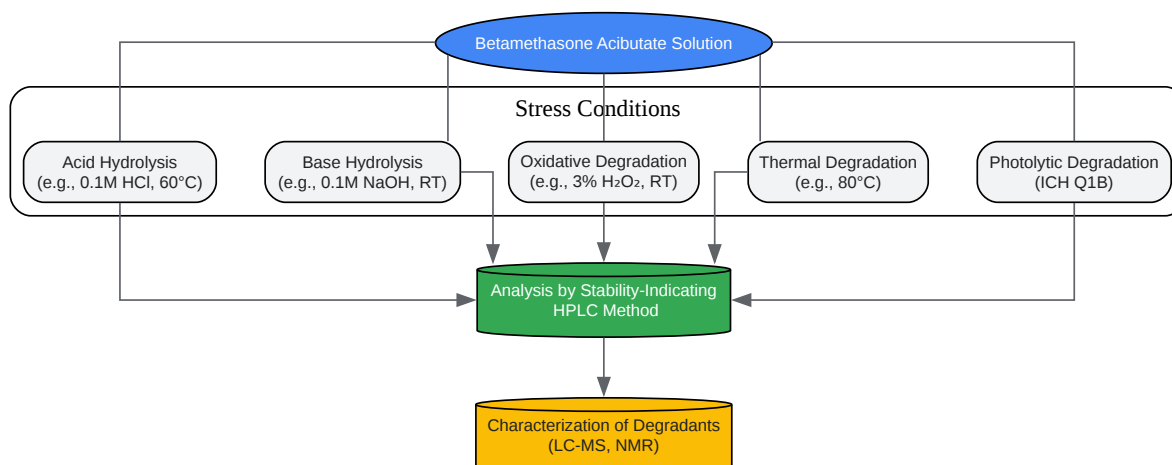 Betamethasone Acibutate Solution
Stress Conditions
Acid Hydrolysis
(e.g., 0.1M HCl, 60°C)
Base Hydrolysis
(e.g., 0.1M NaOH, RT)
Oxidative Degradation
(e.g., 3% H₂O₂, RT)
Thermal Degradation
(e.g., 80°C)
Photolytic Degradation
(ICH Q1B)
Analysis by Stability-Indicating
HPLC Method
Characterization of Degradants
(LC-MS, NMR)